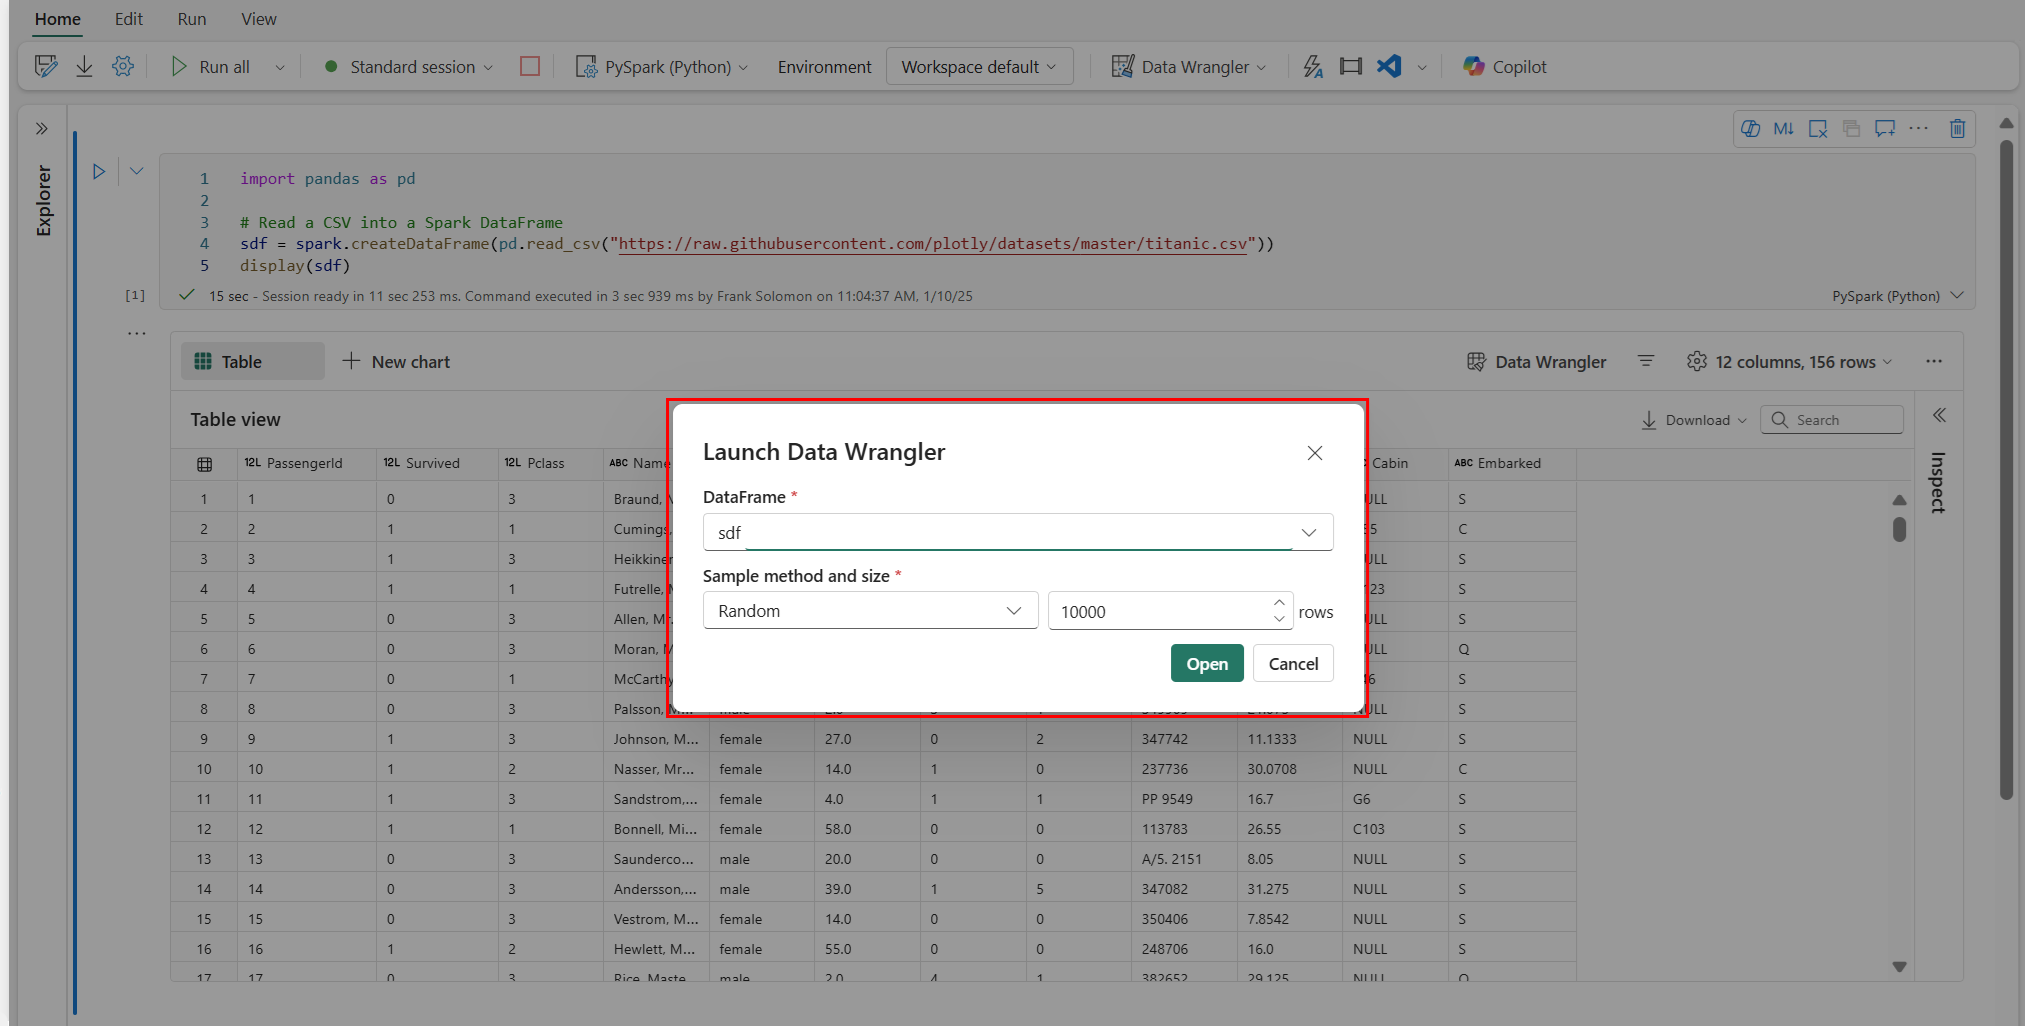 Home Edit Run View
Run all Standard session PySpark (Python) Environment Workspace default Data Wrangler Copilot
M↓
Explorer
1 import pandas as pd
2
3 # Read a CSV into a Spark DataFrame
4 sdf = spark.createDataFrame(pd.read_csv("https://raw.githubusercontent.com/plotly/datasets/master/titanic.csv"))
5 display(sdf)
[1] 15 sec - Session ready in 11 sec 253 ms. Command executed in 3 sec 939 ms by Frank Solomon on 11:04:37 AM, 1/10/25 PySpark (Python)
Table New chart Data Wrangler 12 columns, 156 rows
Table view Download Search
Inspect
Launch Data Wrangler
DataFrame *
sdf
Sample method and size *
Random 10000 rows
Open Cancel
12L PassengerId 12L Survived 12L Pclass ABC Name Cabin ABC Embarked
1 1 0 3 Braund, S
2 2 1 1 Cumings, C
3 3 1 3 Heikkinen S
4 4 1 1 Futrelle, S
5 5 0 3 Allen, Mr. S
6 6 0 3 Moran, Q
7 7 0 1 McCarthy S
8 8 0 3 Palsson, S
9 9 1 3 Johnson, M... female 27.0 0 2 347742 11.1333 NULL S
10 10 1 2 Nasser, Mr... female 14.0 1 0 237736 30.0708 NULL C
11 11 1 3 Sandstrom,... female 4.0 1 1 PP 9549 16.7 G6 S
12 12 1 1 Bonnell, Mi... female 58.0 0 0 113783 26.55 C103 S
13 13 0 3 Saunderco... male 20.0 0 0 A/5. 2151 8.05 NULL S
14 14 0 3 Andersson,... male 39.0 1 5 347082 31.275 NULL S
15 15 0 3 Vestrom, M... female 14.0 0 0 350406 7.8542 NULL S
16 16 1 2 Hewlett, M... female 55.0 0 0 248706 16.0 NULL S
17 17 0 3 Rice, Maste male 2.0 4 1 382652 29.125 NULL Q